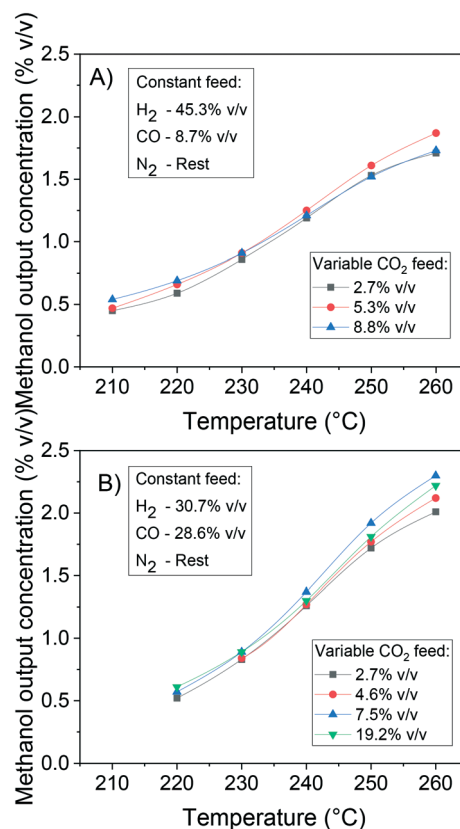 A)
Constant feed:
H₂ - 45.3% v/v
CO - 8.7% v/v
N₂ - Rest
Variable CO₂ feed:
2.7% v/v
5.3% v/v
8.8% v/v
Methanol output concentration (% v/v)
2.5
2.0
1.5
1.0
0.5
0.0
210 220 230 240 250 260
Temperature (°C)
B)
Constant feed:
H₂ - 30.7% v/v
CO - 28.6% v/v
N₂ - Rest
Variable CO₂ feed:
2.7% v/v
4.6% v/v
7.5% v/v
19.2% v/v
Methanol output concentration (% v/v)
2.5
2.0
1.5
1.0
0.5
0.0
210 220 230 240 250 260
Temperature (°C)